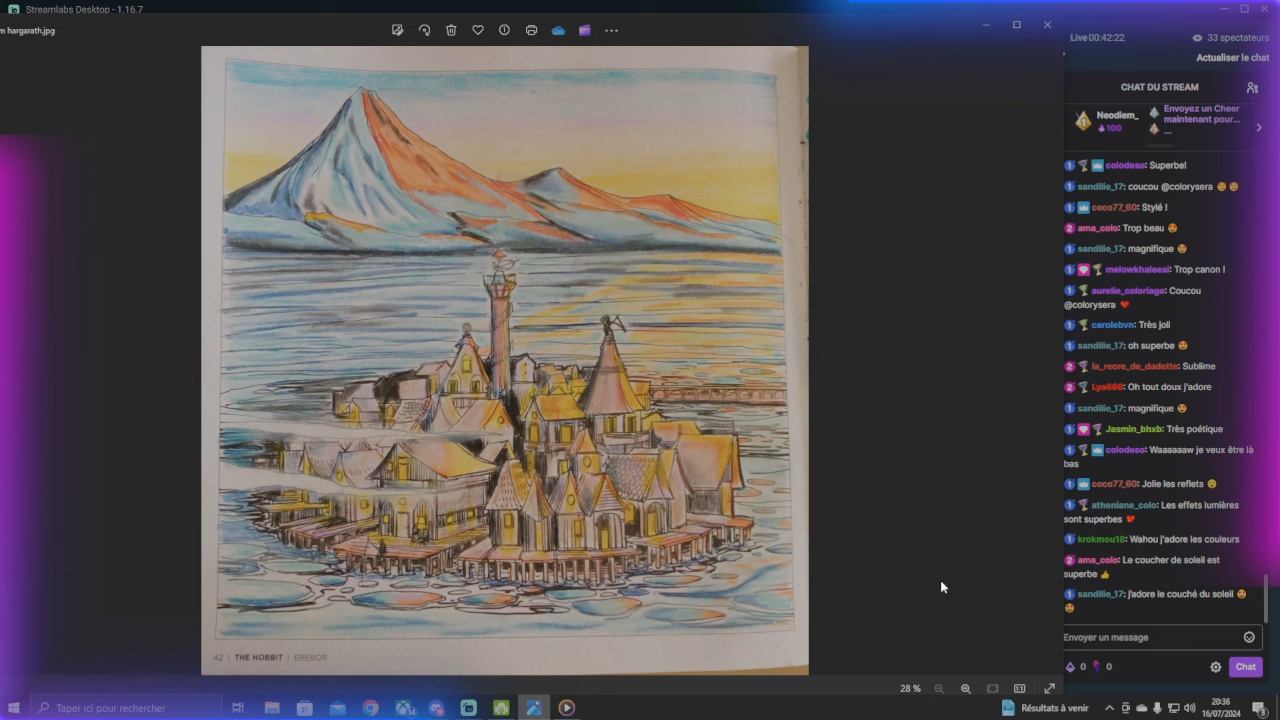 Streamlabs Desktop - 1.16.7
m hargarath.jpg
Live 00:42:22
33 spectateurs
Actualiser le chat
CHAT DU STREAM
1
Neodiem_
100
Envoyez un Cheer
maintenant pour...
...
colodeso: Superbe!
sandilie_17: coucou @colorysera
coco77_60: Stylé !
ama_colo: Trop beau
sandilie_17: magnifique
melowkhaleesi: Trop canon !
aurelie_coloriage: Coucou
@colorysera
carolebvn: Très joli
sandilie_17: oh superbe
la_recre_de_dadette: Sublime
Lya666: Oh tout doux j'adore
sandilie_17: magnifique
Jasmin_bhxb: Très poétique
colodeso: Waaaaaaw je veux être là
bas
coco77_60: Jolie les reflets
atheniane_colo: Les effets lumières
sont superbes
krokmou18: Wahou j'adore les couleurs
ama_colo: Le coucher de soleil est
superbe
sandilie_17: j'adore le couché du soleil
Envoyer un message
0 0
Chat
42 | THE HOBBIT | EREBOR
28 %
Taper ici pour rechercher
Résultats à venir
20:36
16/07/2024